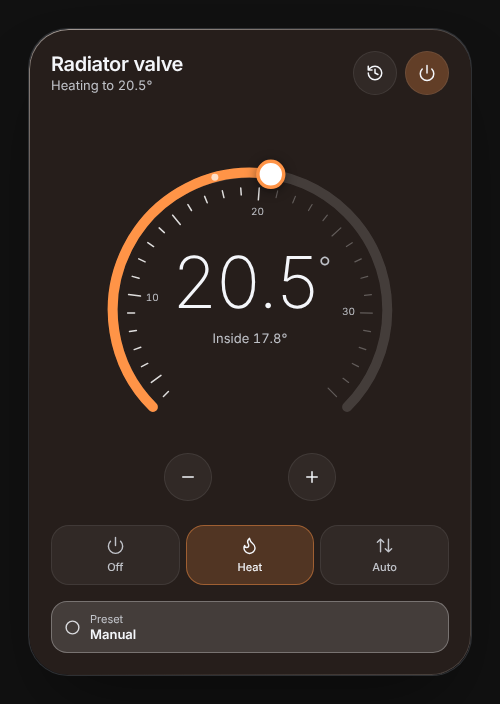 Radiator valve
Heating to 20.5°
20
10
30
20.5°
Inside 17.8°
Off
Heat
Auto
Preset
Manual